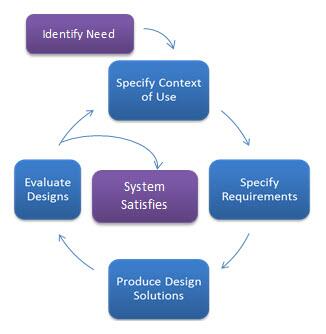 Identify Need
Specify Context
of Use
Evaluate
Designs
System
Satisfies
Specify
Requirements
Produce Design
Solutions